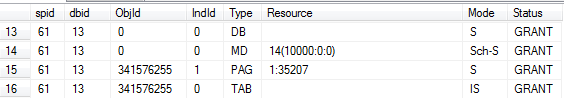 spid dbid ObjId IndId Type Resource Mode Status
13 61 13 0 0 DB S GRANT
14 61 13 0 0 MD 14(10000:0:0) Sch-S GRANT
15 61 13 341576255 1 PAG 1:35207 S GRANT
16 61 13 341576255 0 TAB IS GRANT